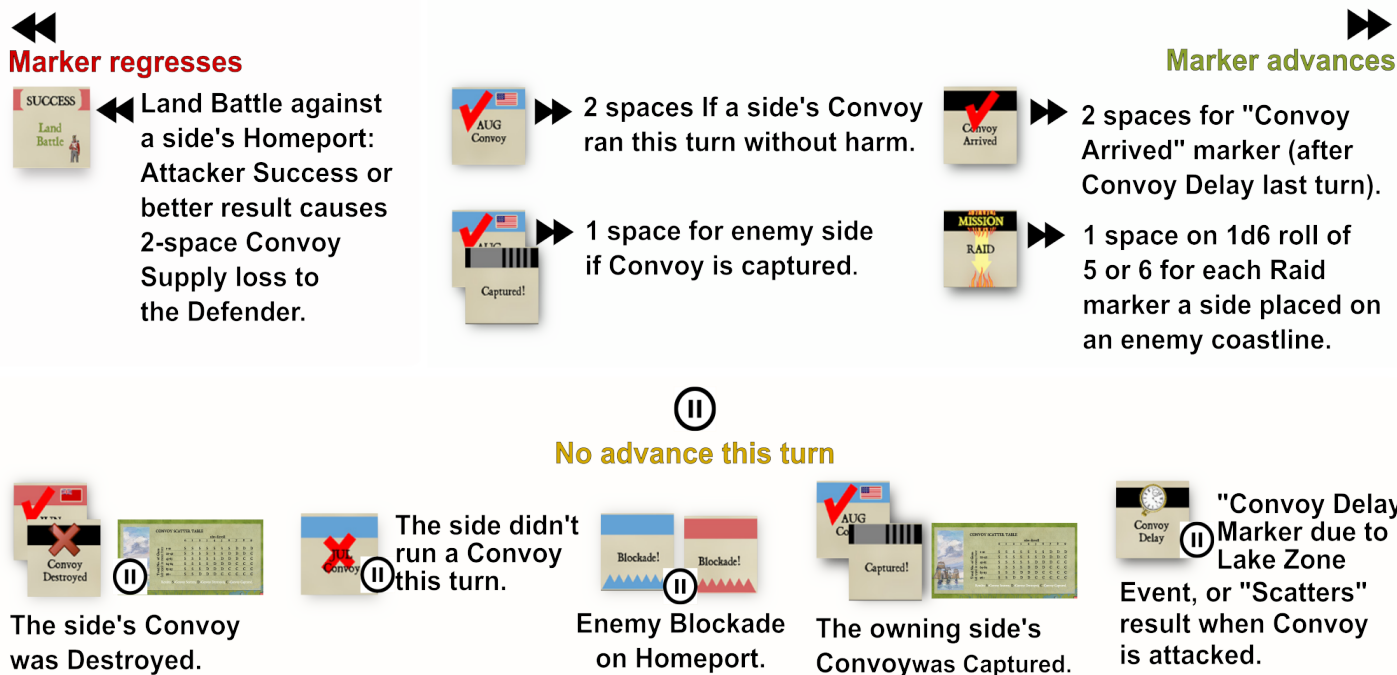 Marker regresses
Marker advances
SUCCESS
Land
Battle
Land Battle against
a side's Homeport:
Attacker Success or
better result causes
2-space Convoy
Supply loss to
the Defender.
AUG
Convoy
2 spaces If a side's Convoy
ran this turn without harm.
Convoy
Arrived
2 spaces for "Convoy
Arrived" marker (after
Convoy Delay last turn).
AUG
Captured!
1 space for enemy side
if Convoy is captured.
MISSION
RAID
1 space on 1d6 roll of
5 or 6 for each Raid
marker a side placed on
an enemy coastline.
No advance this turn
Convoy
Destroyed
CONVOY SCATTER TABLE
The side's Convoy
was Destroyed.
JUL
Convoy
The side didn't
run a Convoy
this turn.
Blockade!
Blockade!
Enemy Blockade
on Homeport.
AUG
Co
Captured!
CONVOY SCATTER TABLE
The owning side's
Convoywas Captured.
Convoy
Delay
"Convoy Delay
Marker due to
Lake Zone
Event, or "Scatters"
result when Convoy
is attacked.